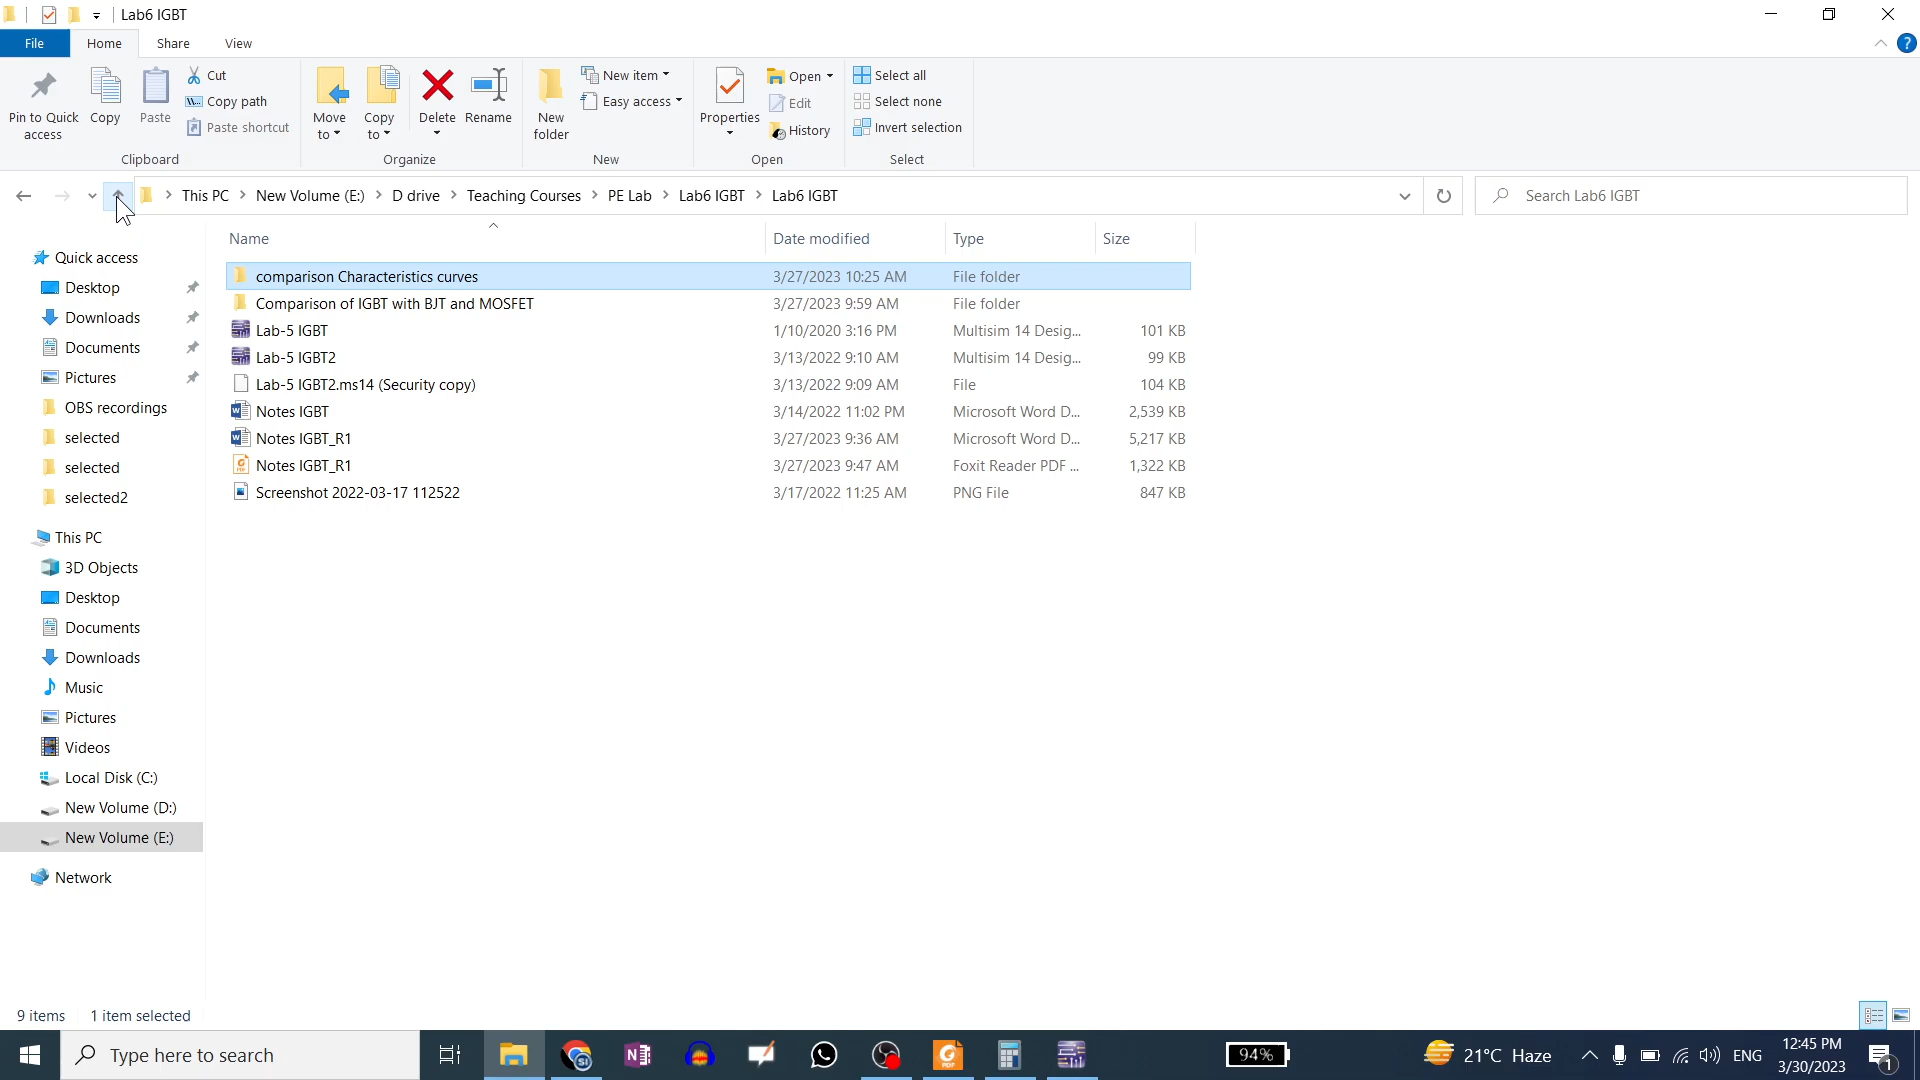 Lab6 IGBT
File
Home
Share
View
Pin to Quick access
Copy
Paste
Cut
Copy path
Paste shortcut
Clipboard
Move to
Copy to
Delete
Rename
Organize
New folder
New item
Easy access
New
Properties
Open
Edit
History
Open
Select all
Select none
Invert selection
Select
This PC > New Volume (E:) > D drive > Teaching Courses > PE Lab > Lab6 IGBT > Lab6 IGBT
Search Lab6 IGBT
Name Date modified Type Size
comparison Characteristics curves 3/27/2023 10:25 AM File folder
Comparison of IGBT with BJT and MOSFET 3/27/2023 9:59 AM File folder
Lab-5 IGBT 1/10/2020 3:16 PM Multisim 14 Desig... 101 KB
Lab-5 IGBT2 3/13/2022 9:10 AM Multisim 14 Desig... 99 KB
Lab-5 IGBT2.ms14 (Security copy) 3/13/2022 9:09 AM File 104 KB
Notes IGBT 3/14/2022 11:02 PM Microsoft Word D... 2,539 KB
Notes IGBT_R1 3/27/2023 9:36 AM Microsoft Word D... 5,217 KB
Notes IGBT_R1 3/27/2023 9:47 AM Foxit Reader PDF ... 1,322 KB
Screenshot 2022-03-17 112522 3/17/2022 11:25 AM PNG File 847 KB
Quick access
Desktop
Downloads
Documents
Pictures
OBS recordings
selected
selected
selected2
This PC
3D Objects
Desktop
Documents
Downloads
Music
Pictures
Videos
Local Disk (C:)
New Volume (D:)
New Volume (E:)
Network
9 items 1 item selected
Type here to search
94%
21°C Haze
ENG
12:45 PM
3/30/2023
1